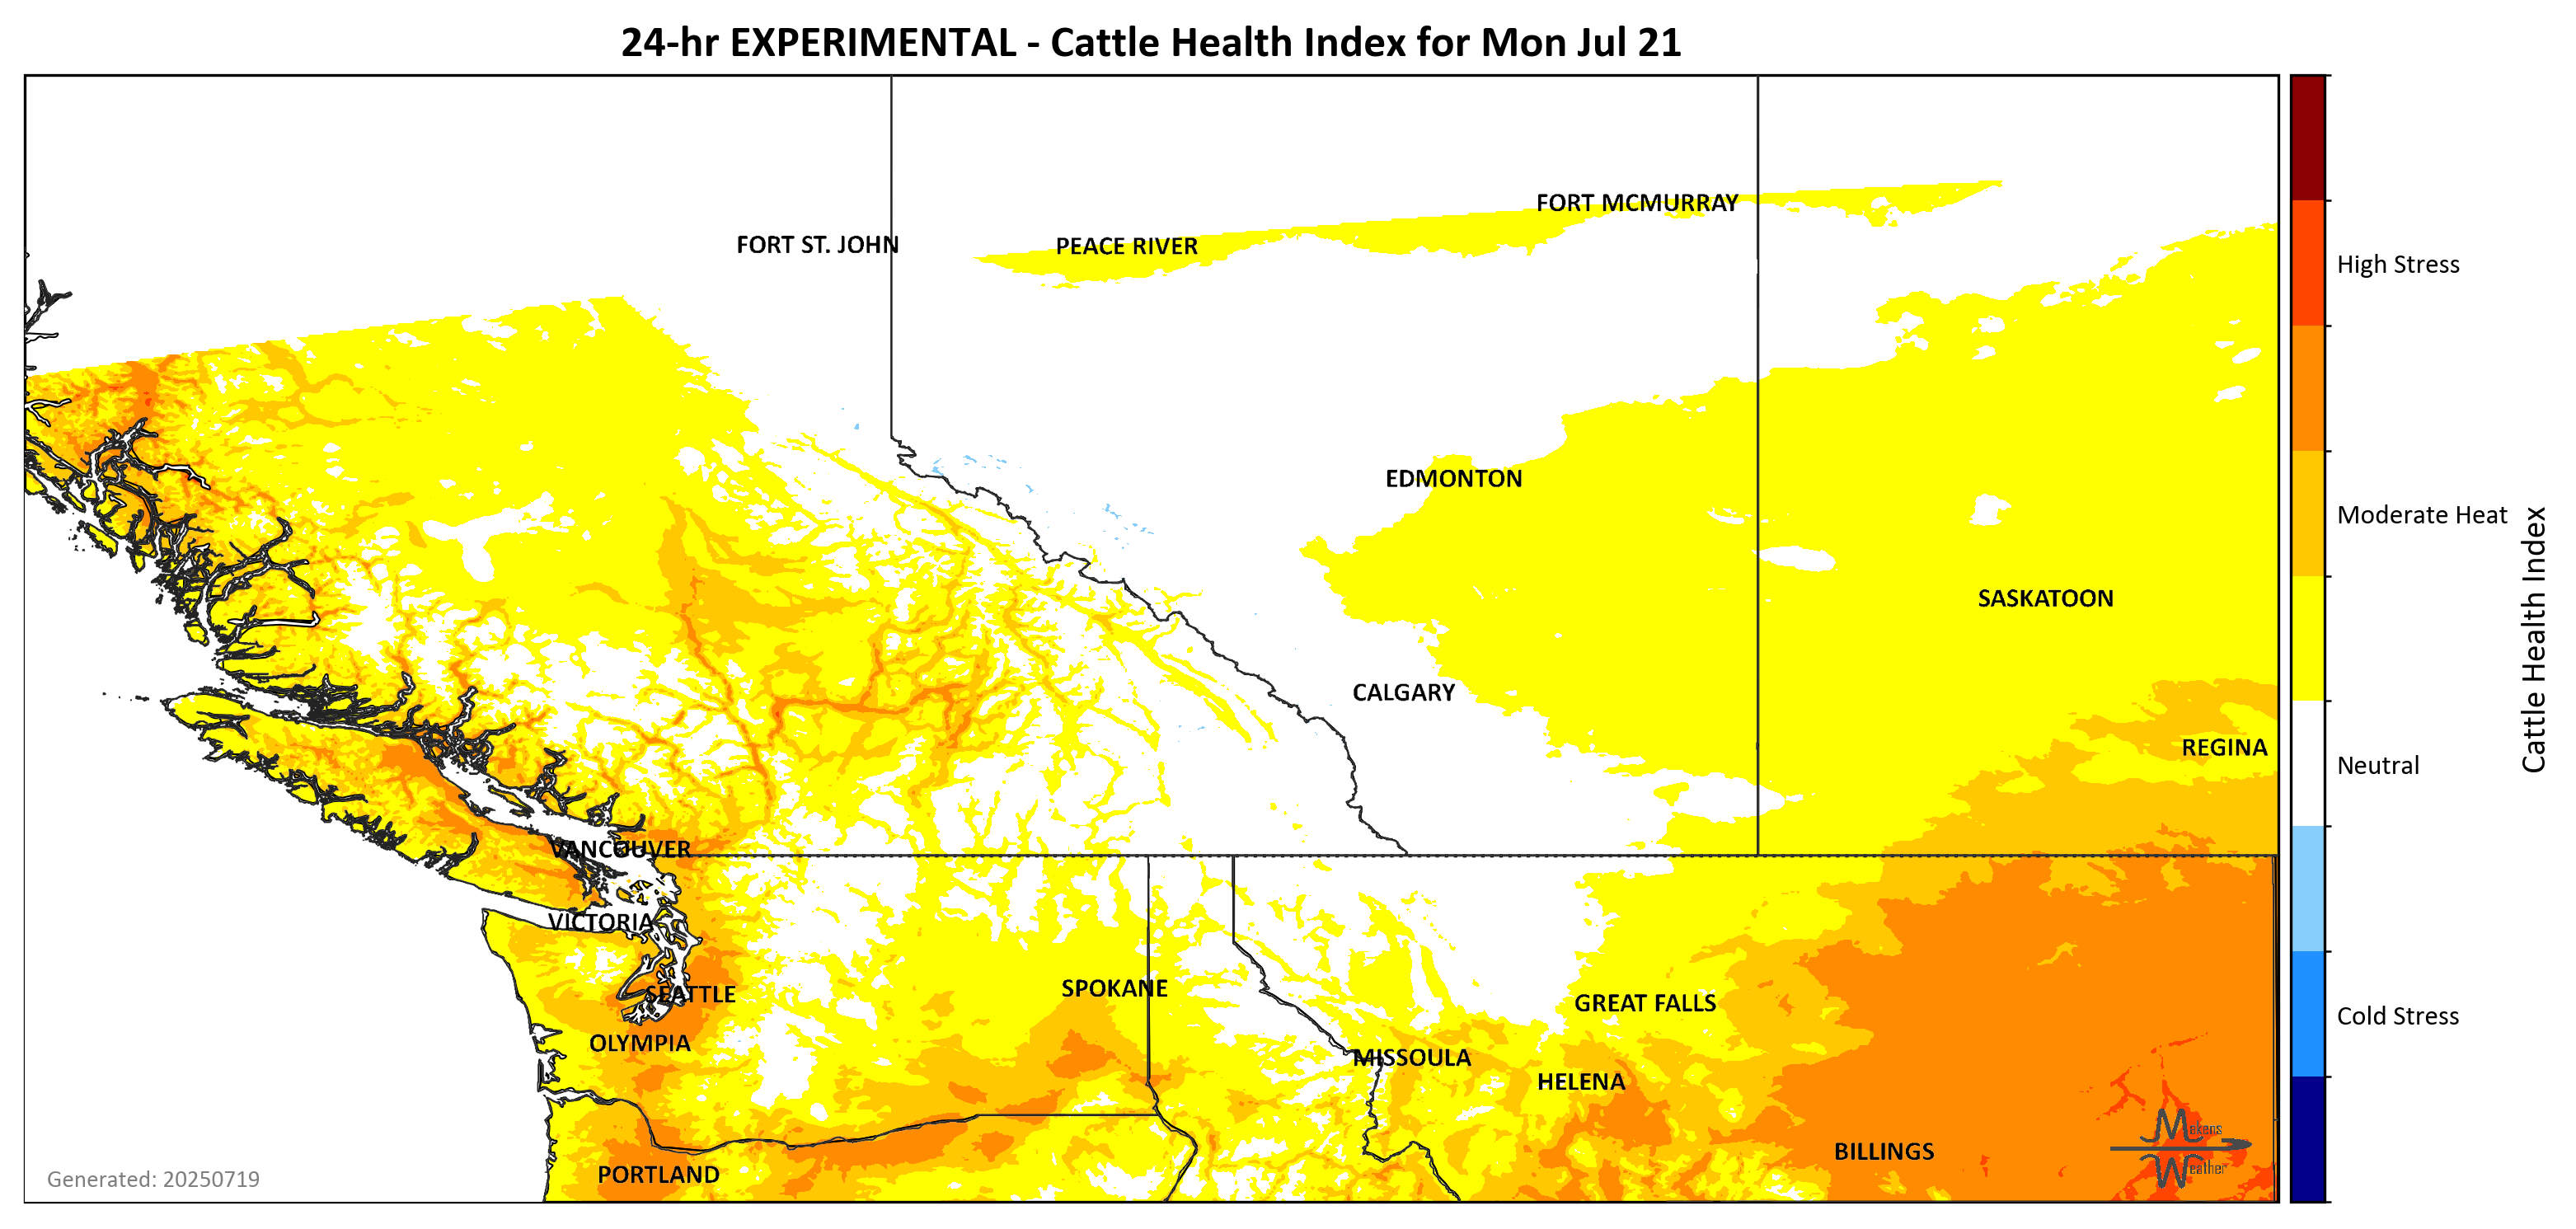 24-hr EXPERIMENTAL - Cattle Health Index for Mon Jul 21
FORT MCMURRAY
FORT ST. JOHN
PEACE RIVER
High Stress
EDMONTON
Moderate Heat
SASKATOON
CALGARY
REGINA
Neutral
Cattle Health Index
VANCOUVER
VICTORIA
SPOKANE
SEATTLE
GREAT FALLS
Cold Stress
OLYMPIA
MISSOULA
HELENA
Makens
Weather
BILLINGS
PORTLAND
Generated: 20250719